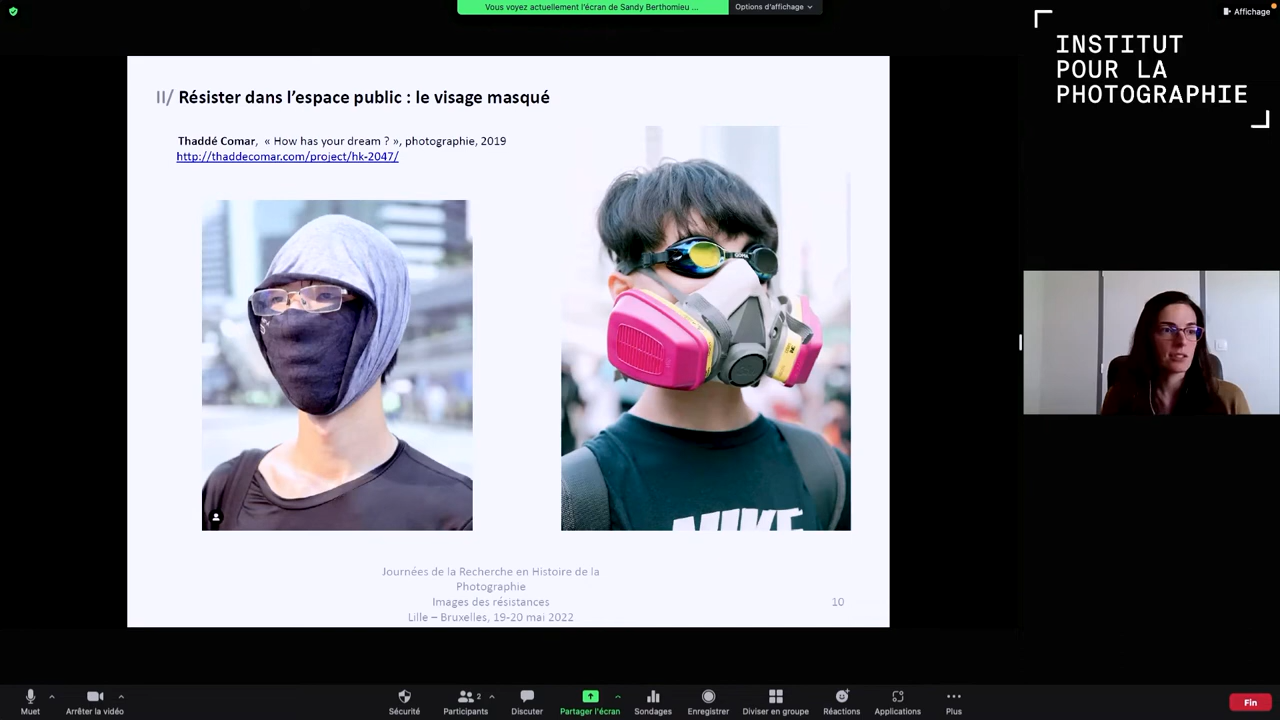 Vous voyez actuellement l'écran de Sandy Berthomieu ...
Options d'affichage
Affichage
INSTITUT
POUR LA
PHOTOGRAPHIE
II/ Résister dans l'espace public : le visage masqué
Thaddé Comar, « How has your dream ? », photographie, 2019
http://thaddecomar.com/project/hk-2047/
NIKE
Journées de la Recherche en Histoire de la
Photographie
Images des résistances
Lille – Bruxelles, 19-20 mai 2022
10
Muet
Arrêter la vidéo
Sécurité
Participants
2
Discuter
Partager l'écran
Sondages
Enregistrer
Diviser en groupe
Réactions
Applications
Plus
Fin